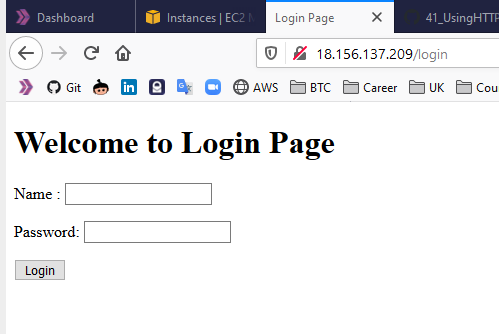 Dashboard Instances | EC2 M Login Page 41_UsingHTTP
18.156.137.209/login
Git AWS BTC Career UK Cou
Welcome to Login Page
Name :
Password:
Login